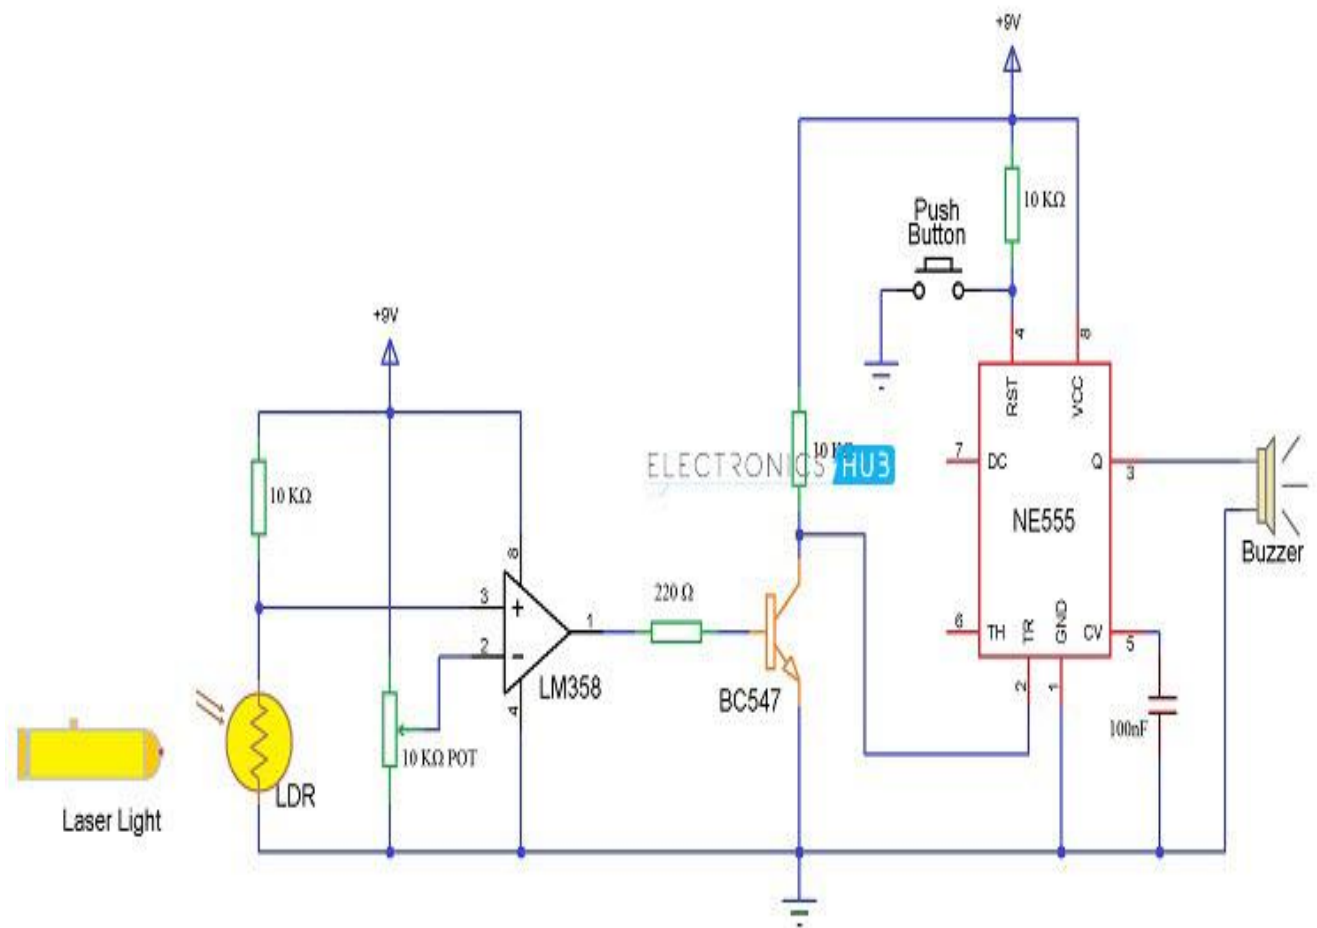 +9V
10 KΩ
Push
Button
+9V
4
8
RST
VCC
10 KΩ
ELECTRONICS HUB
7
DC
Q
3
10 KΩ
NE555
Buzzer
8
3
+
220 Ω
1
2
-
LM358
6
TH
TR
GND
CV
5
BC547
4
2
1
10 KΩ POT
100nF
LDR
Laser Light